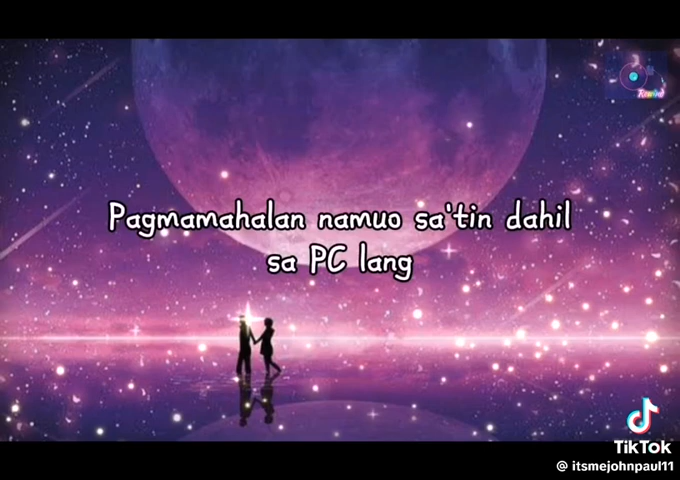 Pagmamahalan namuo sa'tin dahil
sa PC lang
TikTok
@ itsmejohnpaul11